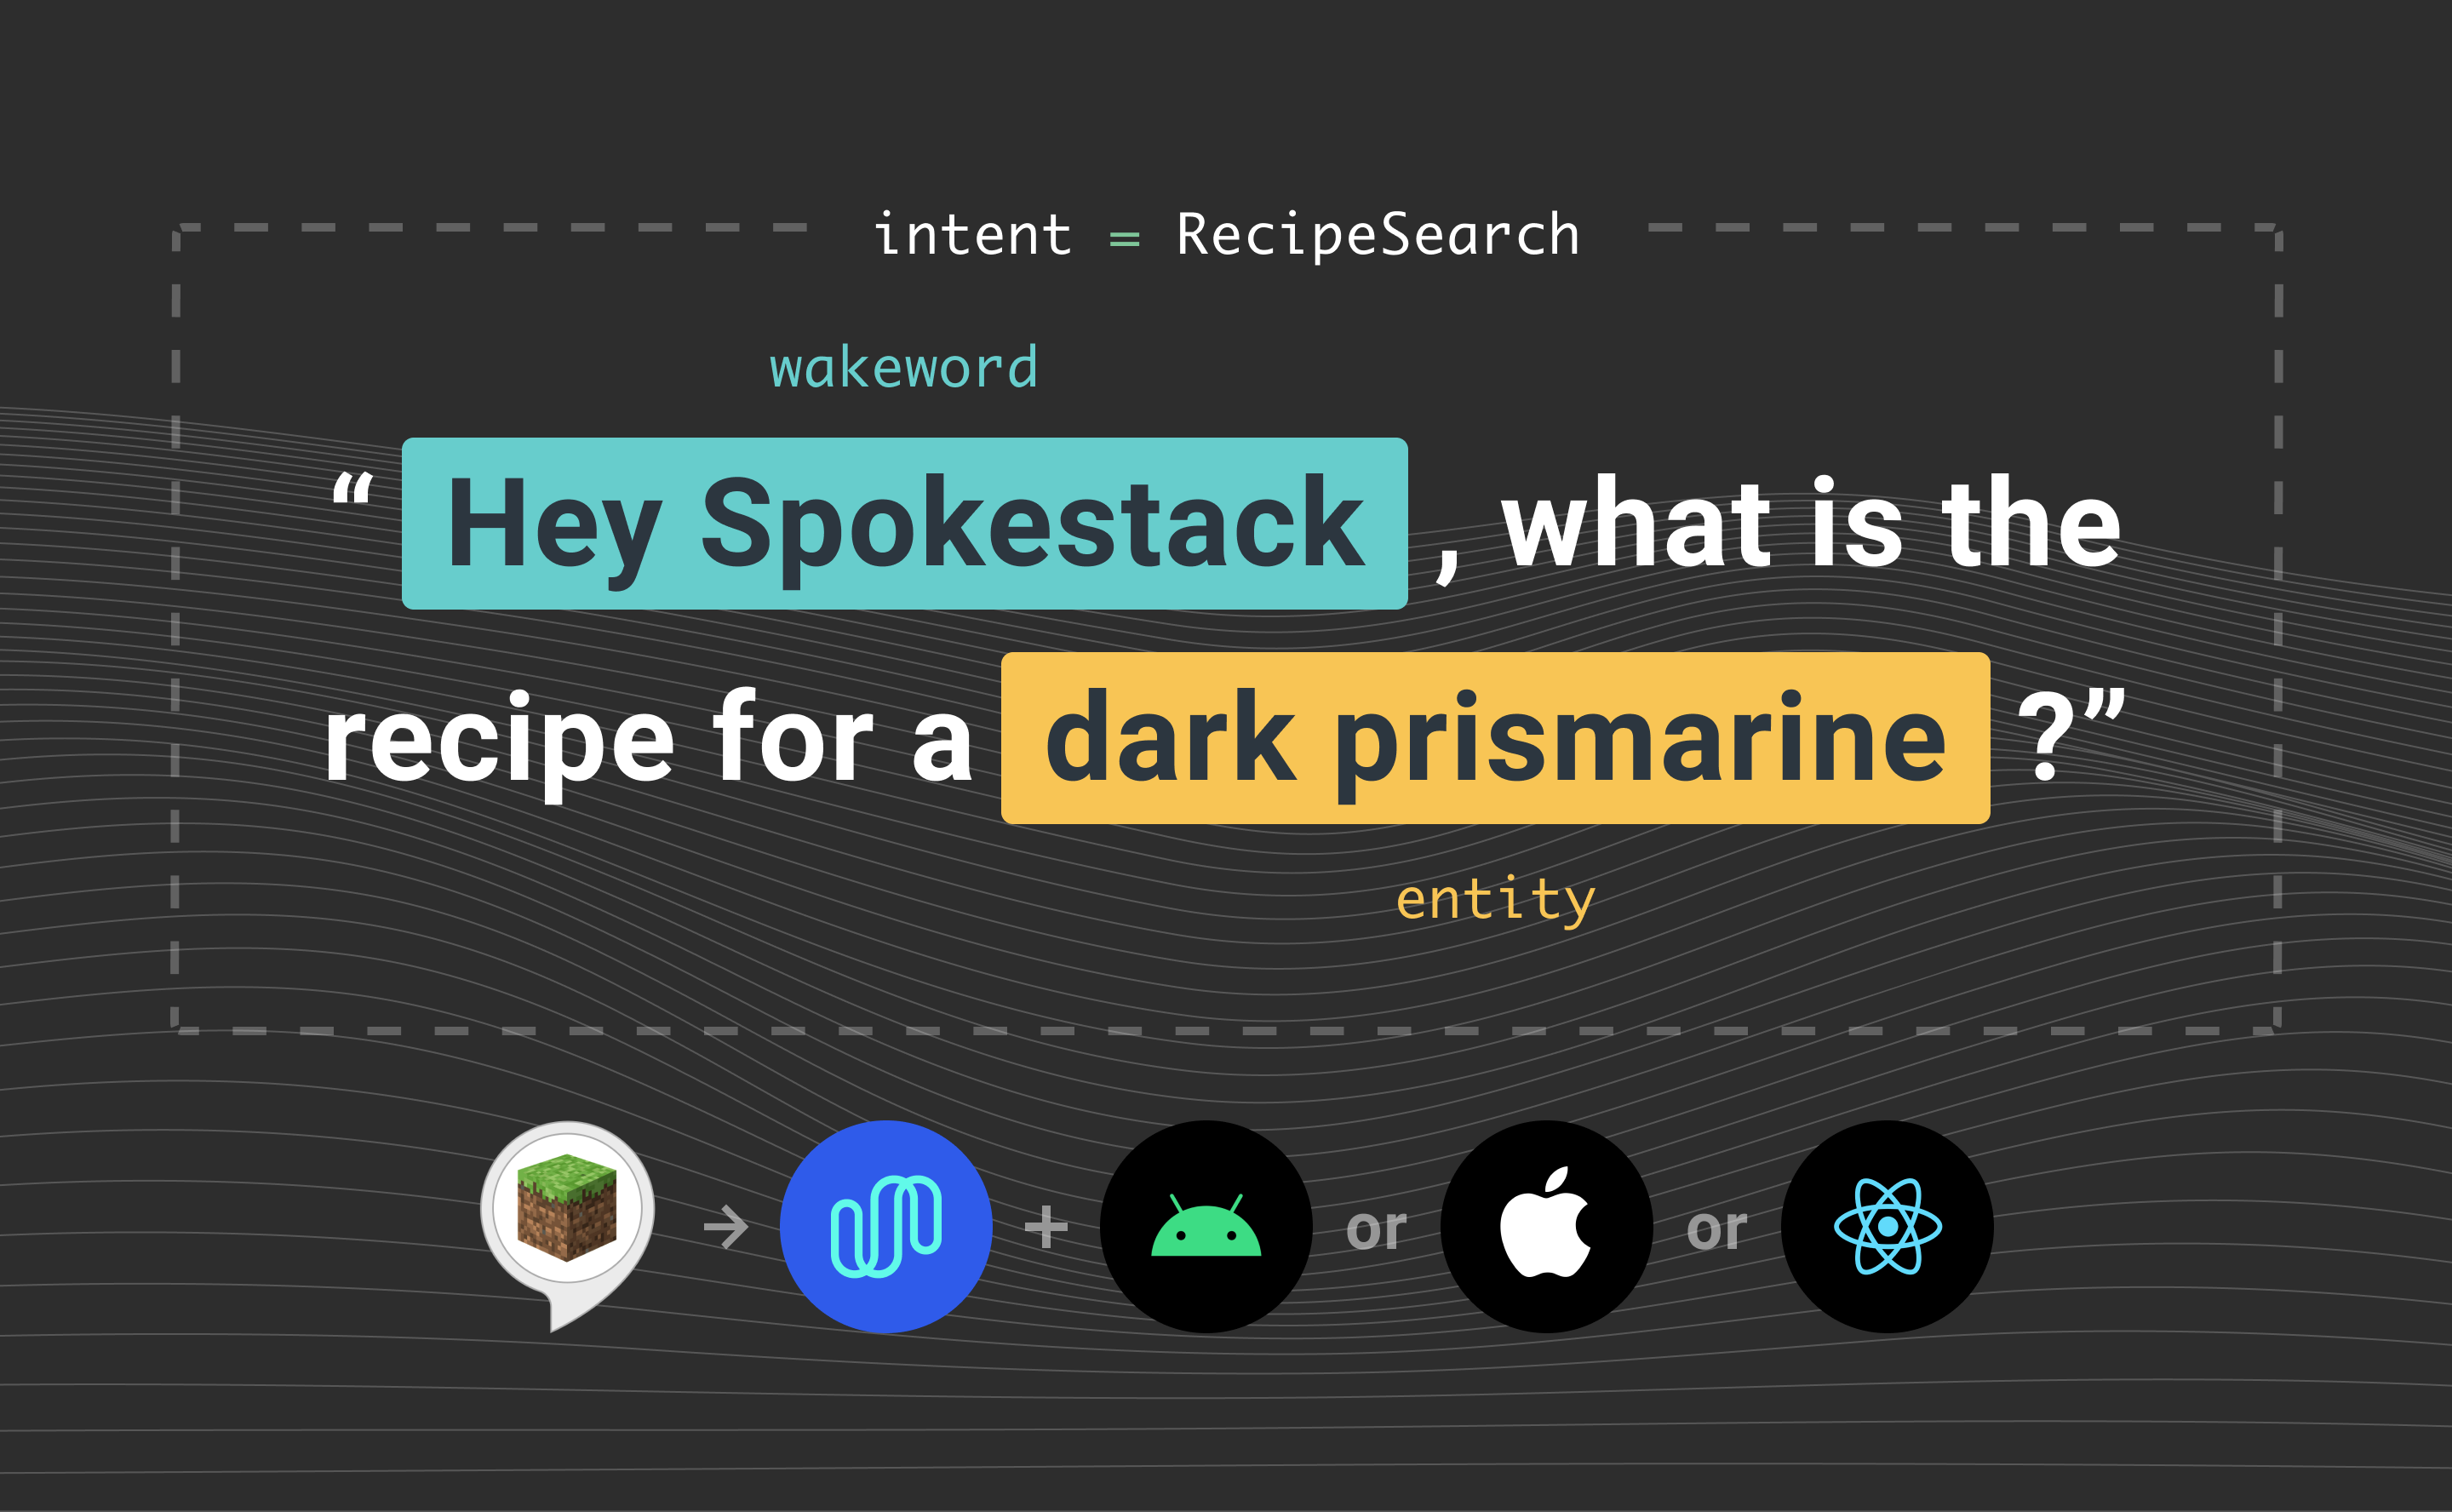 intent = RecipeSearch
wakeword
“Hey Spokestack, what is the
recipe for a dark prismarine?”
entity
→ + or or